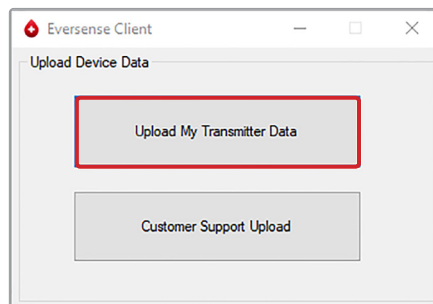 Eversense Client
Upload Device Data
Upload My Transmitter Data
Customer Support Upload